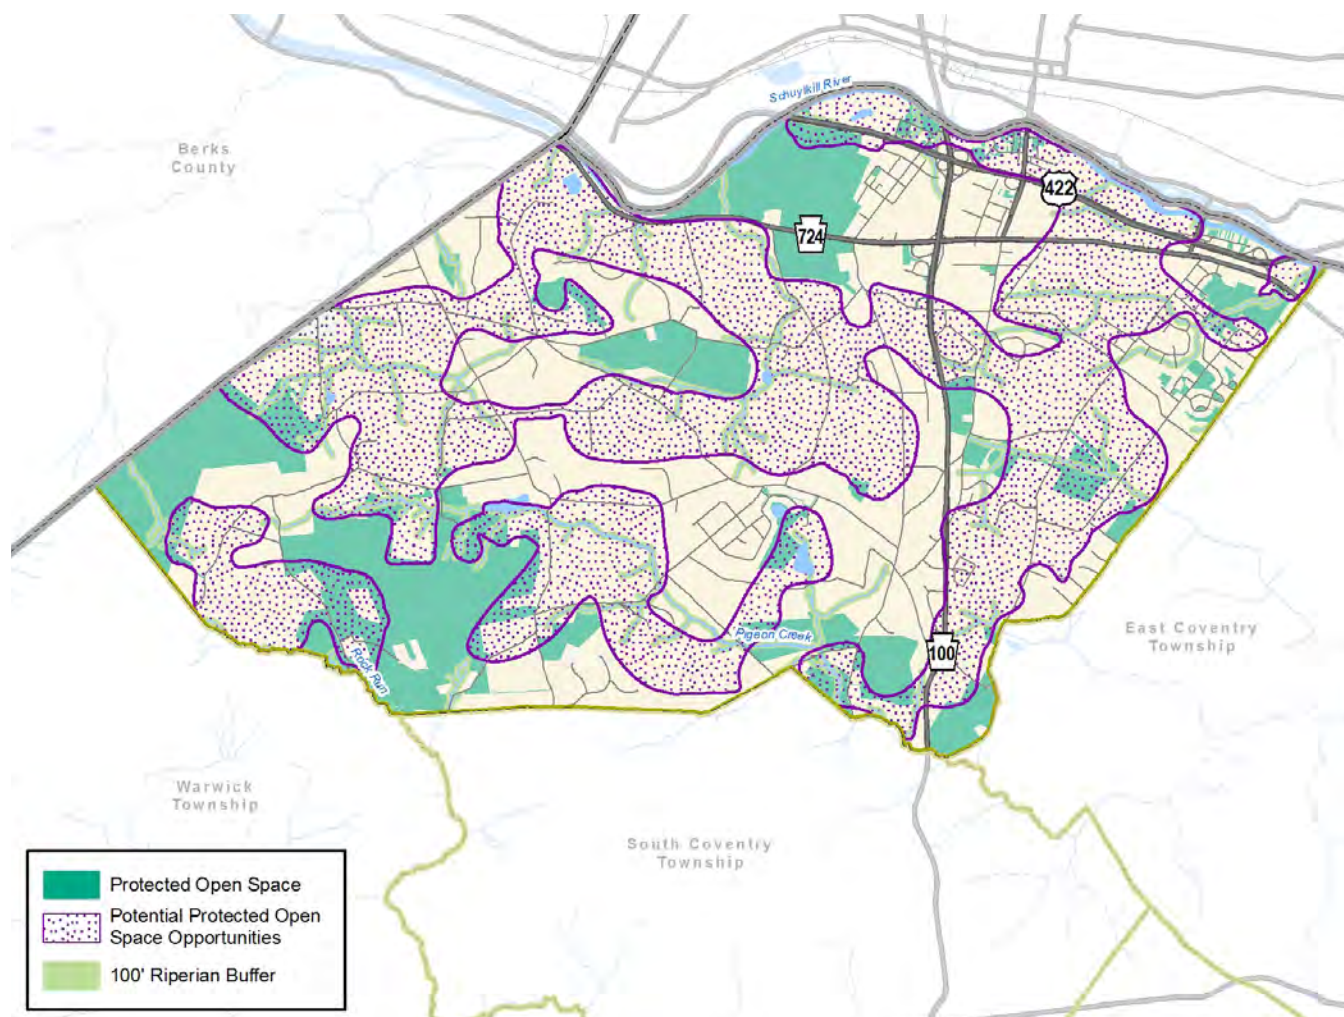 Schuylkill River
Berks
County
422
724
East Coventry
Township
Pigeon Creek
100
Rock Run
Warwick
Township
South Coventry
Township
Protected Open Space
Potential Protected Open
Space Opportunities
100' Riperian Buffer